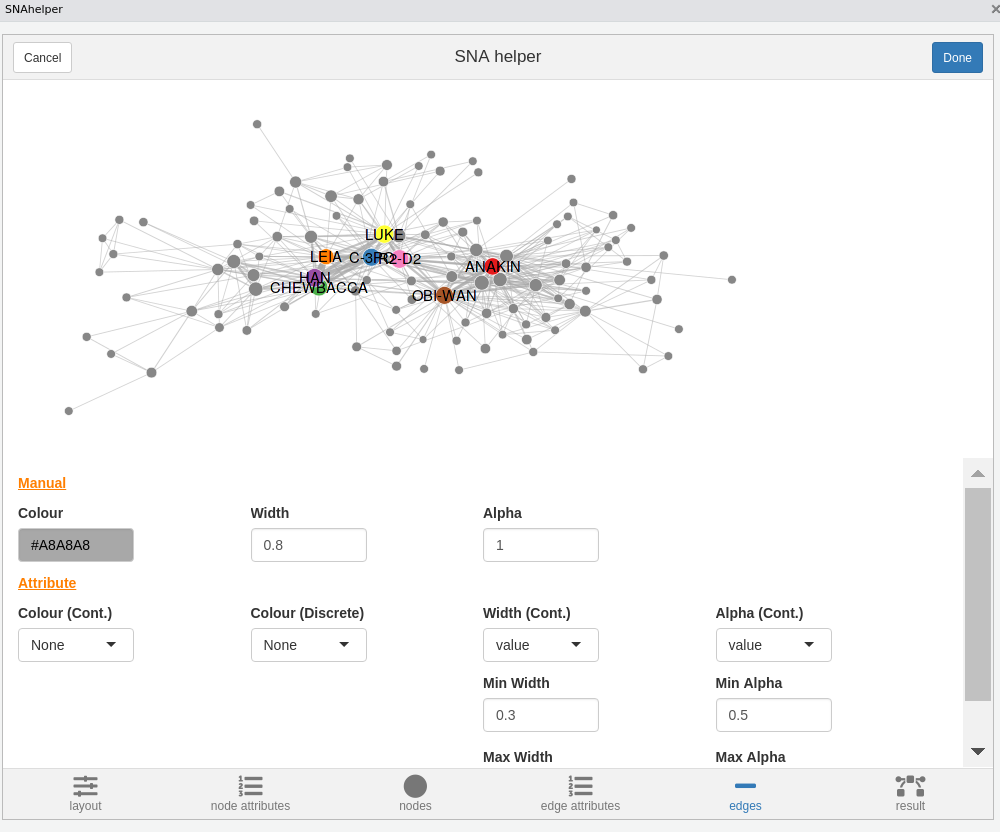 SNAhelper
Cancel SNA helper Done
LUKE
LEIA C-3PO R2-D2
ANAKIN
HAN
CHEWBACCA
OBI-WAN
Manual
Colour Width Alpha
#A8A8A8 0.8 1
Attribute
Colour (Cont.) Colour (Discrete) Width (Cont.) Alpha (Cont.)
None None value value
Min Width Min Alpha
0.3 0.5
Max Width Max Alpha
layout node attributes nodes edge attributes edges result